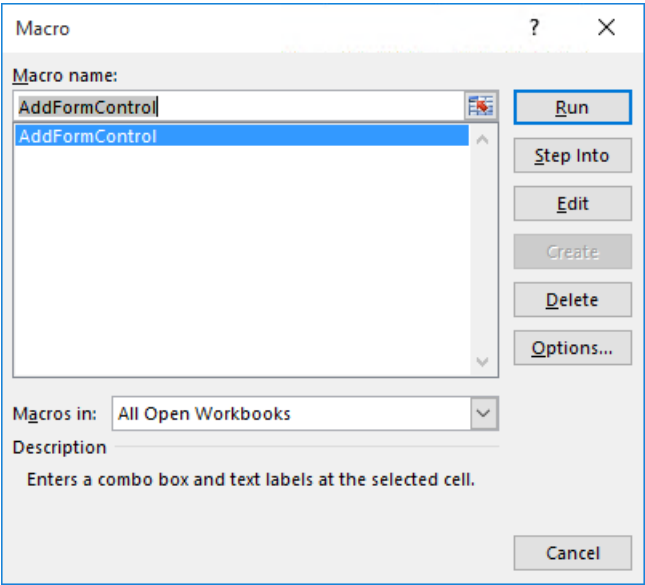 Macro
?
Macro name:
AddFormControl
AddFormControl
Run
Step Into
Edit
Create
Delete
Options...
Macros in: All Open Workbooks
Description
Enters a combo box and text labels at the selected cell.
Cancel